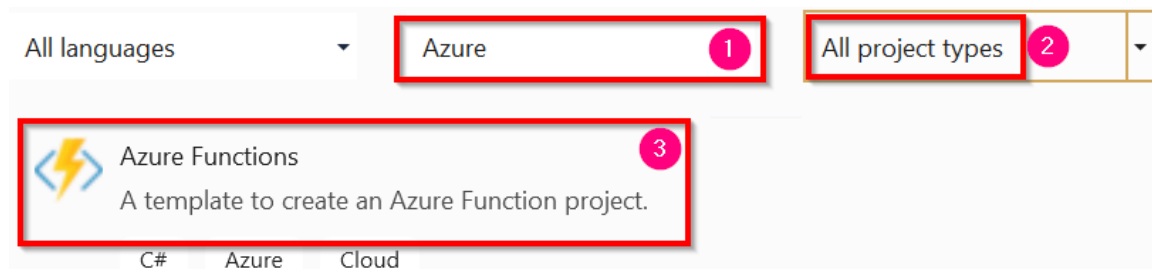 All languages Azure 1 All project types 2
Azure Functions 3
A template to create an Azure Function project.
C# Azure Cloud